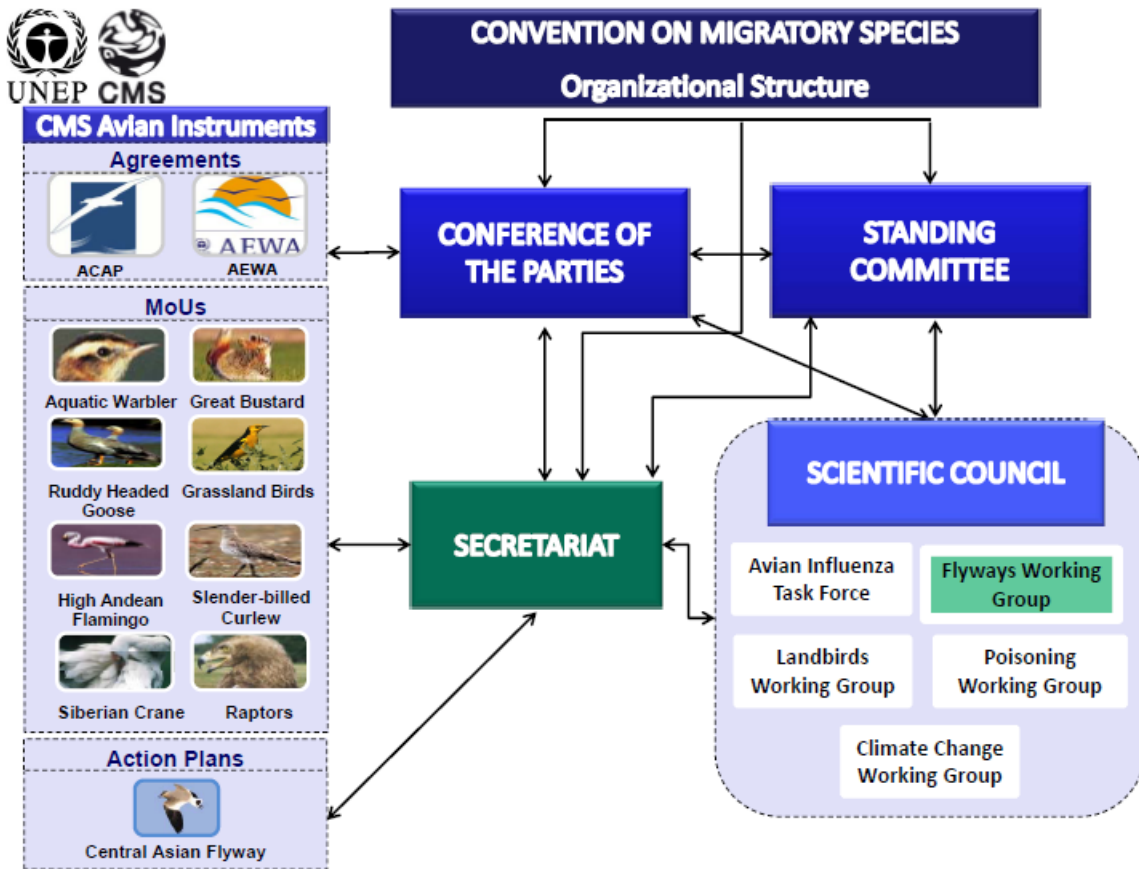 UNEP CMS
CONVENTION ON MIGRATORY SPECIES
Organizational Structure
CMS Avian Instruments
Agreements
AEWA
ACAP
AEWA
MoUs
Aquatic Warbler
Great Bustard
Ruddy Headed
Goose
Grassland Birds
High Andean
Flamingo
Slender-billed
Curlew
Siberian Crane
Raptors
Action Plans
Central Asian Flyway
CONFERENCE OF
THE PARTIES
STANDING
COMMITTEE
SECRETARIAT
SCIENTIFIC COUNCIL
Avian Influenza
Task Force
Flyways Working
Group
Landbirds
Working Group
Poisoning
Working Group
Climate Change
Working Group